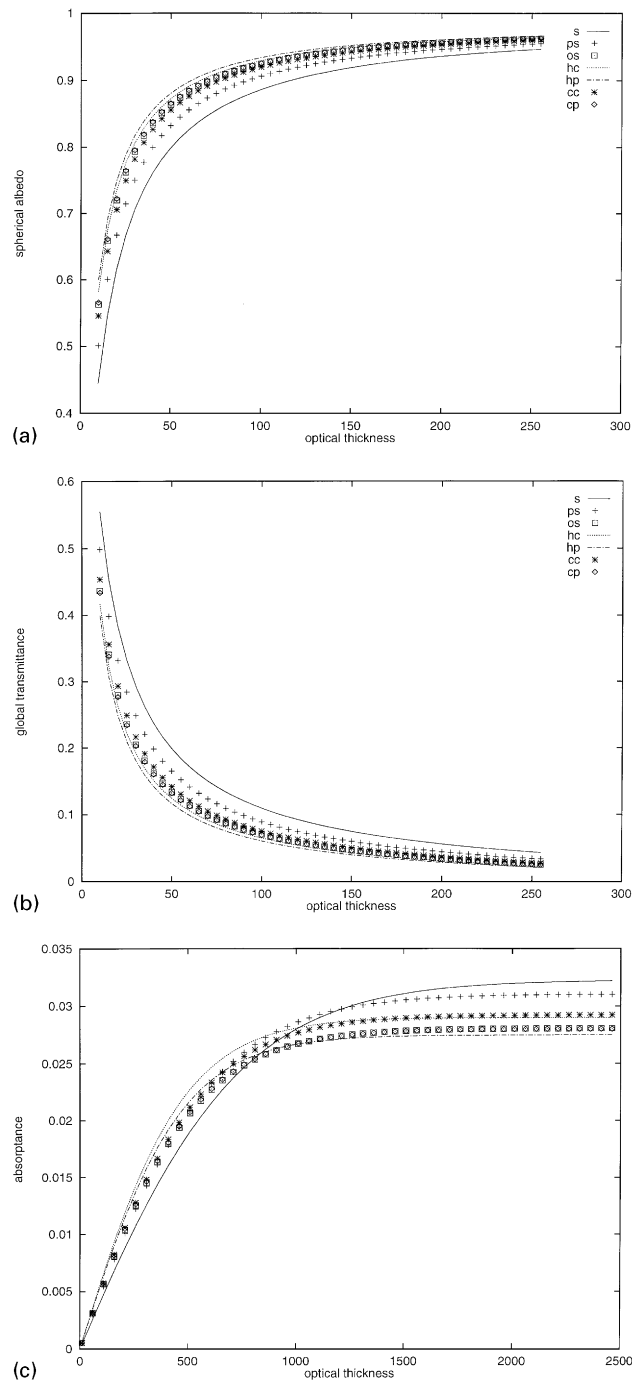 1
0.9
0.8
0.7
0.6
0.5
0.4
spherical albedo
s
ps
os
hc
hp
cc
cp
0 50 100 150 200 250 300
optical thickness
(a)
0.6
0.5
0.4
0.3
0.2
0.1
0
global transmittance
s
ps
os
hc
hp
cc
cp
0 50 100 150 200 250 300
optical thickness
(b)
0.035
0.03
0.025
0.02
0.015
0.01
0.005
0
absorptance
0 500 1000 1500 2000 2500
optical thickness
(c)